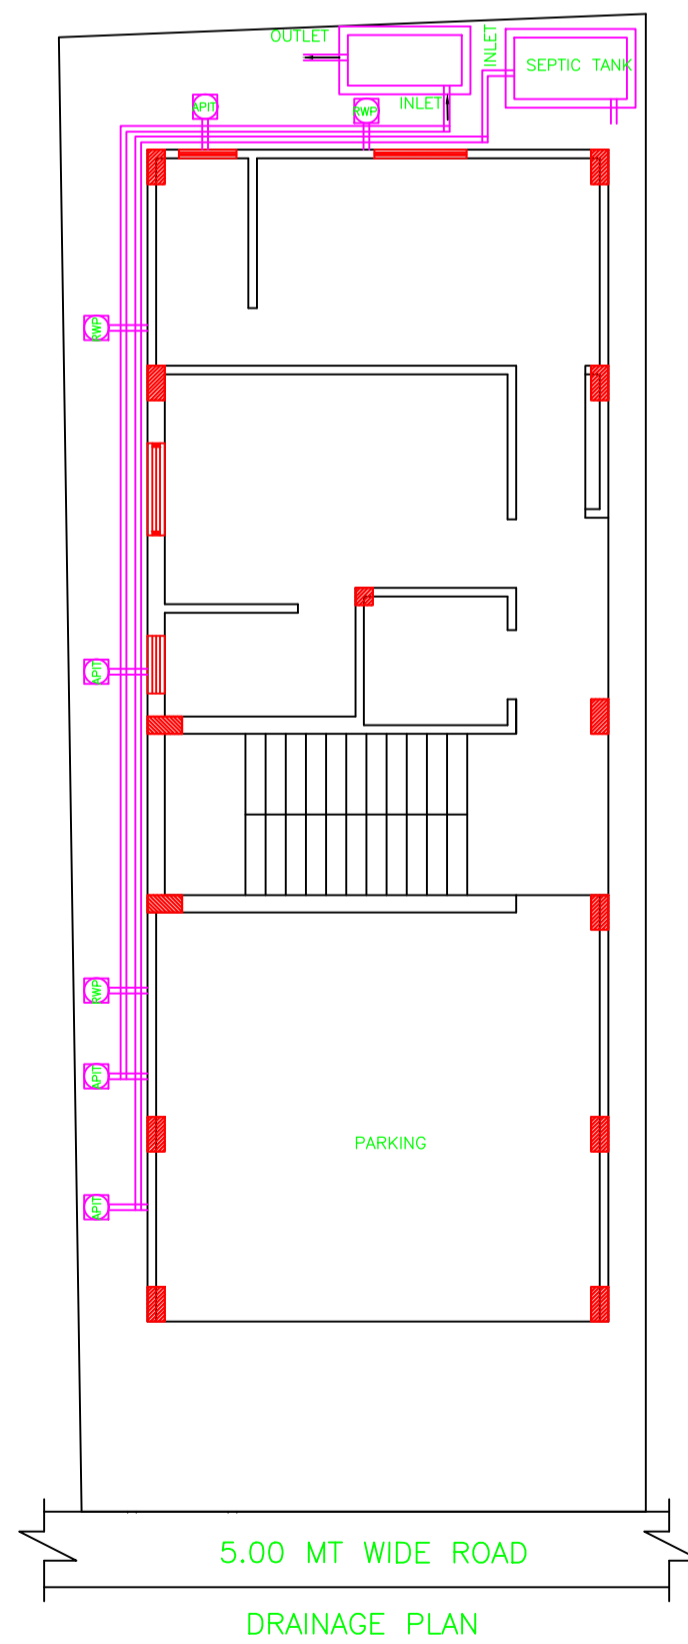 OUTLET
INLET
INLET
SEPTIC TANK
APIT
RWP
RWP
APIT
RWP
APIT
APIT
PARKING
5.00 MT WIDE ROAD
DRAINAGE PLAN